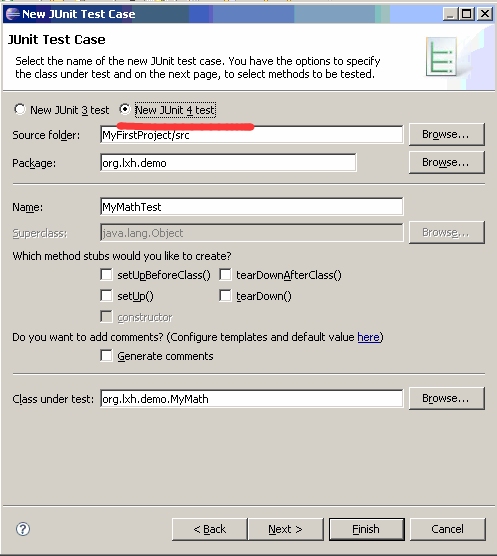 New JUnit Test Case
JUnit Test Case
Select the name of the new JUnit test case. You have the options to specify
the class under test and on the next page, to select methods to be tested.
New JUnit 3 test New JUnit 4 test
Source folder: MyFirstProject/src Browse...
Package: org.lxh.demo Browse...
Name: MyMathTest
Superclass: java.lang.Object Browse...
Which method stubs would you like to create?
setUpBeforeClass() tearDownAfterClass()
setUp() tearDown()
constructor
Do you want to add comments? (Configure templates and default value here)
Generate comments
Class under test: org.lxh.demo.MyMath Browse...
? < Back Next > Finish Cancel